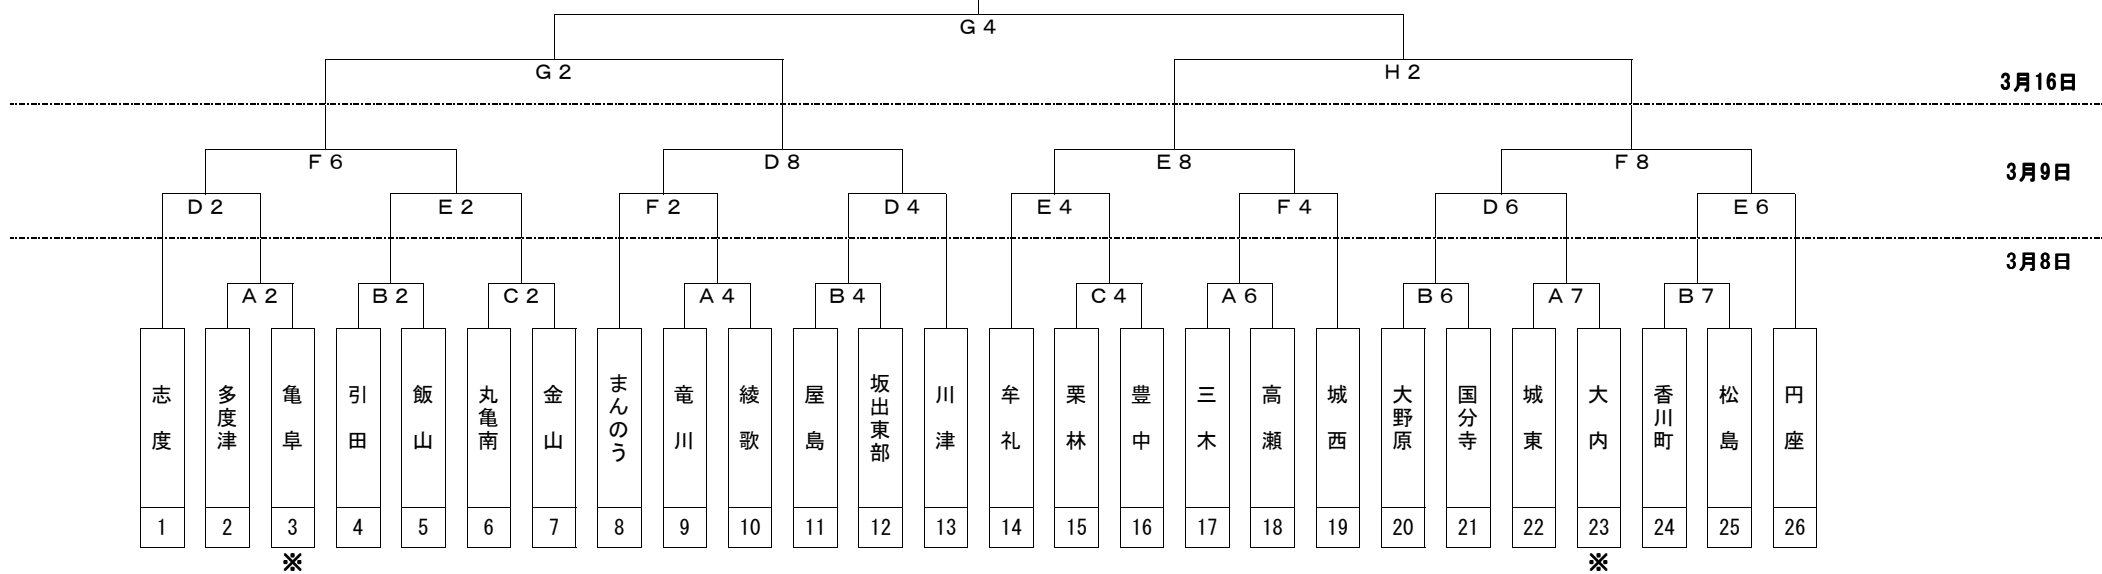 Ｇ４
Ｇ２
Ｈ２
3月16日
Ｆ６
Ｄ８
Ｅ８
Ｆ８
3月9日
Ｄ２
Ｅ２
Ｆ２
Ｄ４
Ｅ４
Ｆ４
Ｄ６
Ｅ６
3月8日
Ａ２
Ｂ２
Ｃ２
Ａ４
Ｂ４
Ｃ４
Ａ６
Ｂ６
Ａ７
Ｂ７
志度
多度津
亀阜
引田
飯山
丸亀南
金山
まんのう
竜川
綾歌
屋島
坂出東部
川津
牟礼
栗林
豊中
三木
高瀬
城西
大野原
国分寺
城東
大内
香川町
松島
円座
1 2 3 4 5 6 7 8 9 10 11 12 13 14 15 16 17 18 19 20 21 22 23 24 25 26
※ ※